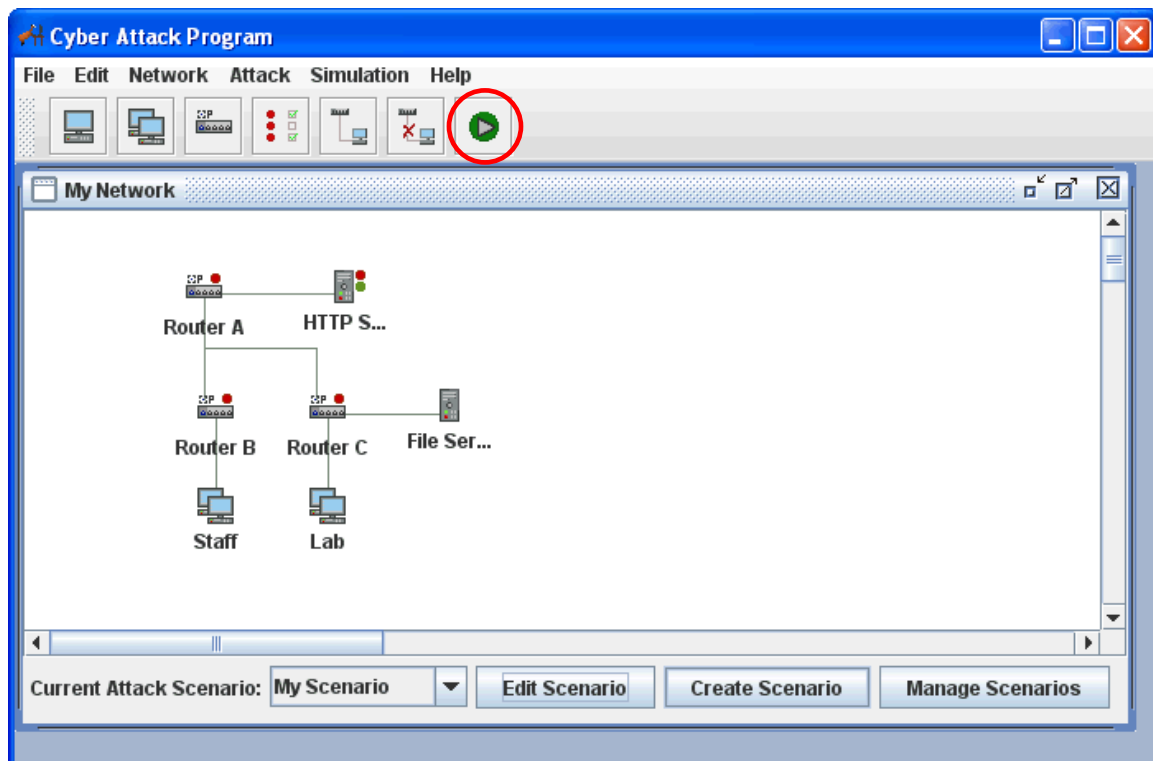 Cyber Attack Program
File Edit Network Attack Simulation Help
My Network
Router A
HTTP S...
Router B
Router C
File Ser...
Staff
Lab
Current Attack Scenario: My Scenario Edit Scenario Create Scenario Manage Scenarios